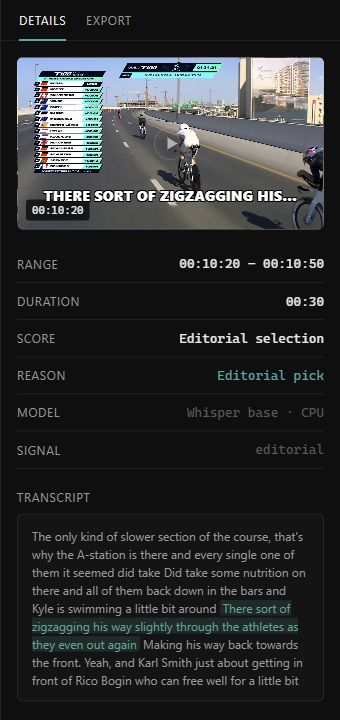 DETAILS
EXPORT
T100
THERE SORT OF ZIGZAGGING HIS...
00:10:20
RANGE
00:10:20 – 00:10:50
DURATION
00:30
SCORE
Editorial selection
REASON
Editorial pick
MODEL
Whisper base · CPU
SIGNAL
editorial
TRANSCRIPT
The only kind of slower section of the course, that's
why the A-station is there and every single one of
them it seemed did take Did take some nutrition on
there and all of them back down in the bars and
Kyle is swimming a little bit around There sort of
zigzagging his way slightly through the athletes as
they even out again Making his way back towards
the front. Yeah, and Karl Smith just about getting in
front of Rico Bogin who can free well for a little bit